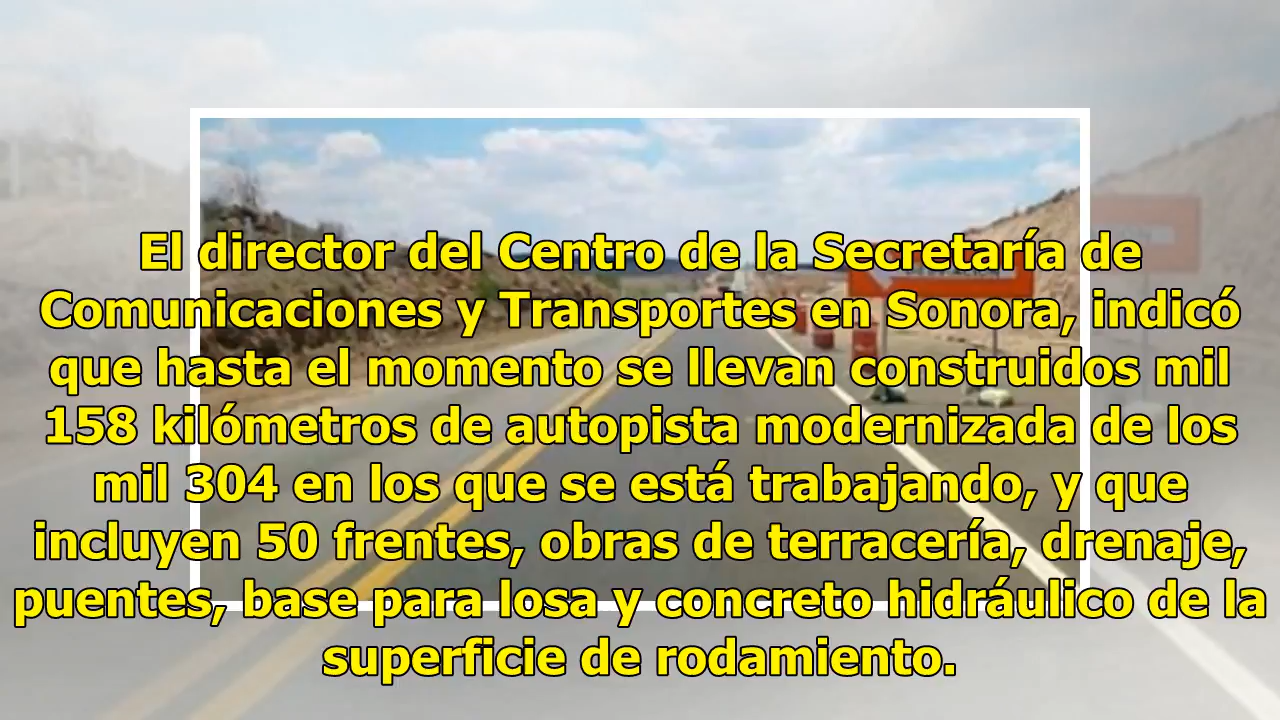 El director del Centro de la Secretaría de
Comunicaciones y Transportes en Sonora, indicó
que hasta el momento se llevan construidos mil
158 kilómetros de autopista modernizada de los
mil 304 en los que se está trabajando, y que
incluyen 50 frentes, obras de terracería, drenaje,
puentes, base para losa y concreto hidráulico de la
superficie de rodamiento.